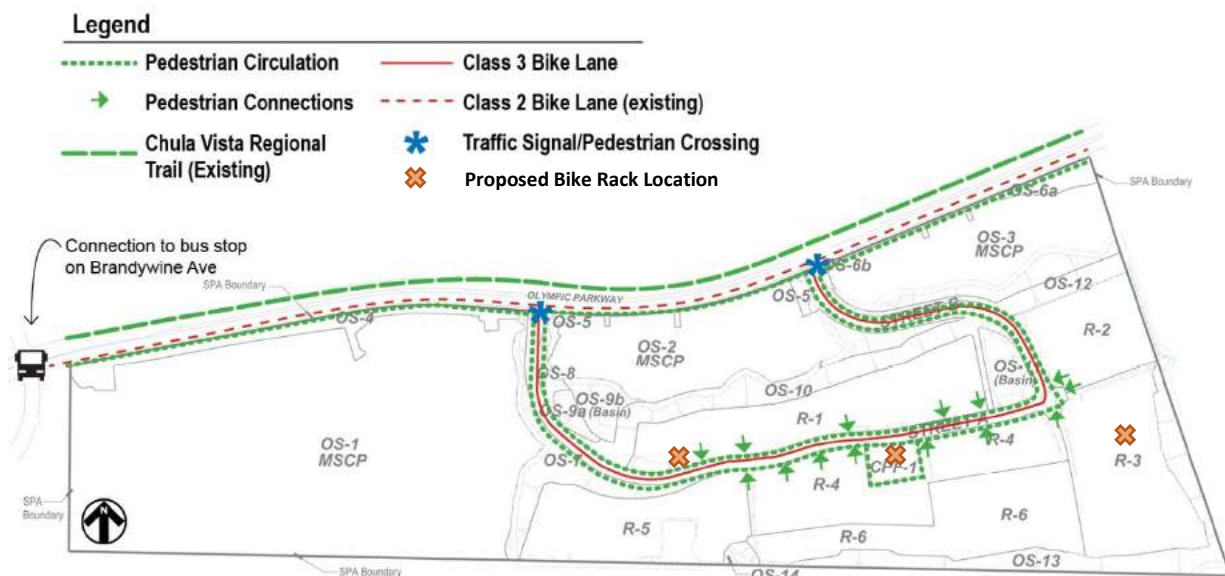 Legend
Pedestrian Circulation
Class 3 Bike Lane
Pedestrian Connections
Class 2 Bike Lane (existing)
Chula Vista Regional
Trail (Existing)
Traffic Signal/Pedestrian Crossing
Proposed Bike Rack Location
Connection to bus stop
on Brandywine Ave
SPA Boundary
OS-6a
SPA Boundary
OS-3
MSCP
OS-6b
OLYMPIC PARKWAY
OS-4
OS-5
OS-5
OS-12
R-2
OS-2
MSCP
OS-8
OS-9b
(Basin)
OS-9a
OS-10
(Basin)
R-1
OS-1
MSCP
R-4
R-3
CPF-1
R-4
SPA
Boundary
N
R-5
R-6
R-6
OS-13
OS-14
SPA Boundary